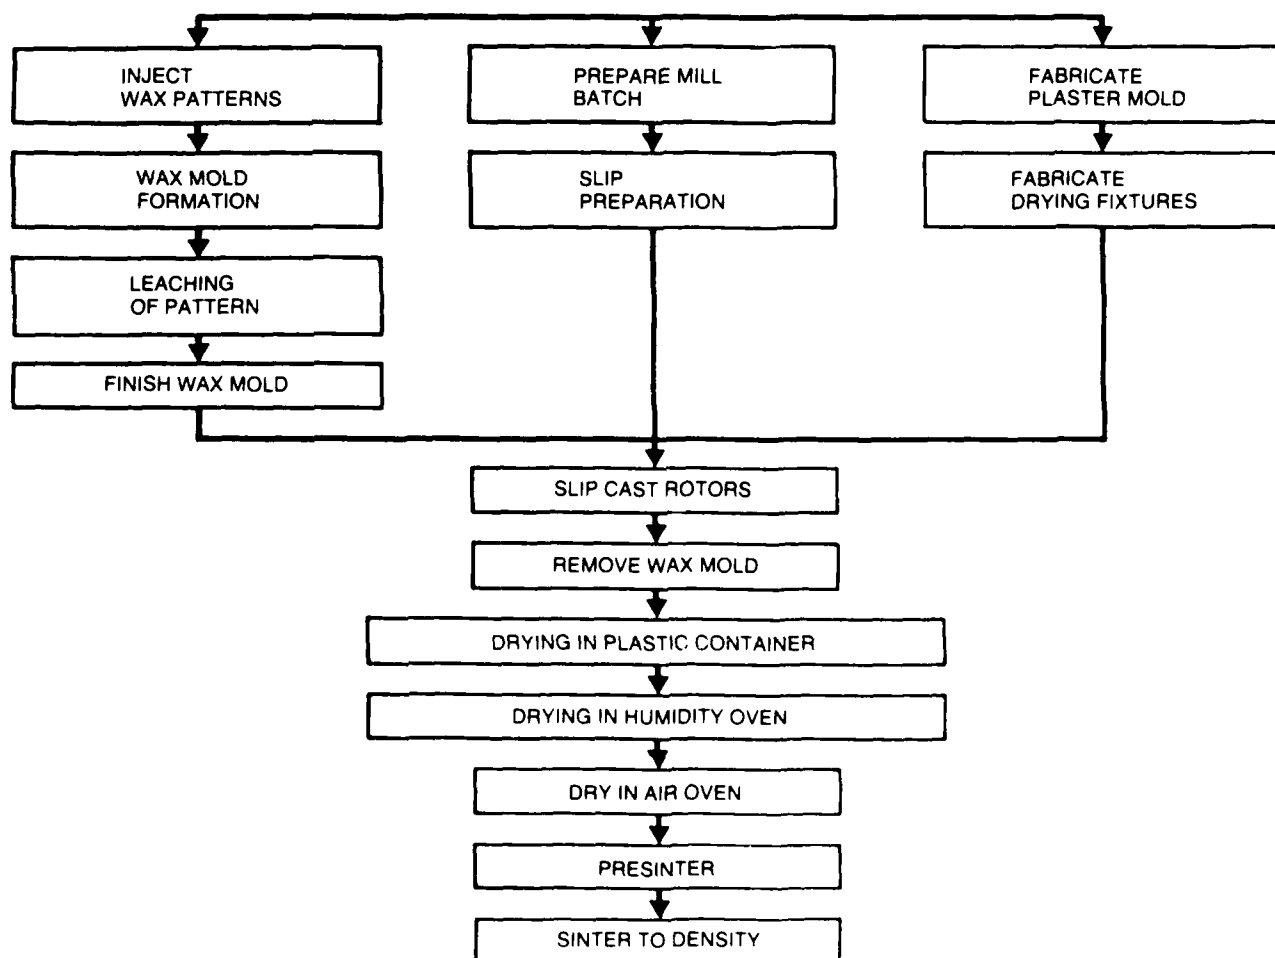 INJECT
WAX PATTERNS
PREPARE MILL
BATCH
FABRICATE
PLASTER MOLD
WAX MOLD
FORMATION
SLIP
PREPARATION
FABRICATE
DRYING FIXTURES
LEACHING
OF PATTERN
FINISH WAX MOLD
SLIP CAST ROTORS
REMOVE WAX MOLD
DRYING IN PLASTIC CONTAINER
DRYING IN HUMIDITY OVEN
DRY IN AIR OVEN
PRESINTER
SINTER TO DENSITY